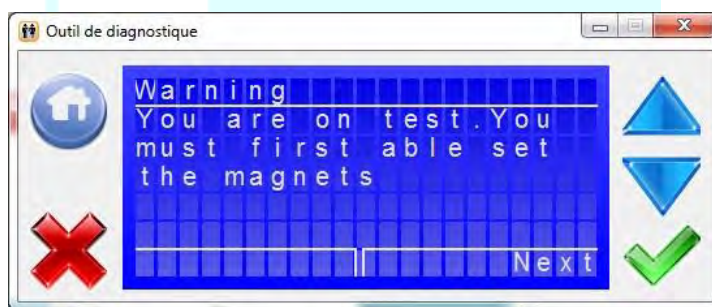 Outil de diagnostique
Warning
You are on test.You
must first able set
the magnets
Next